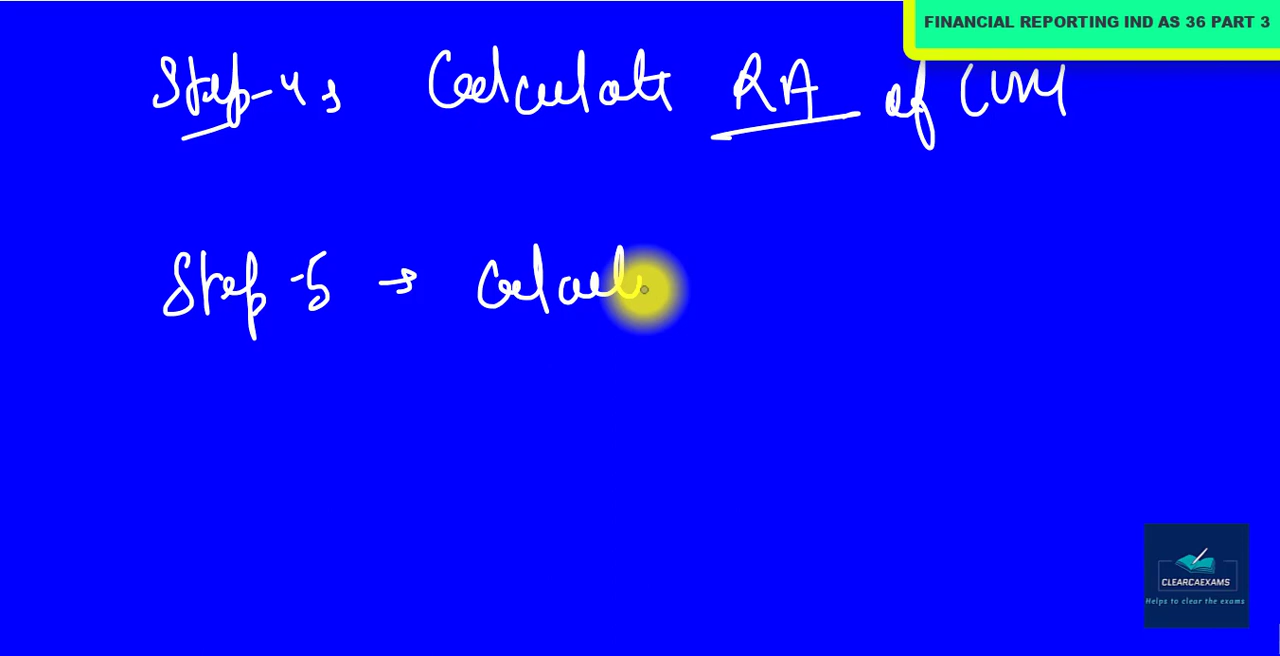 FINANCIAL REPORTING IND AS 36 PART 3
Step-4 → Calculate RA of CUM
Step-5 → Calcul
CLEARCAEXAMS
Helps to clear the exams